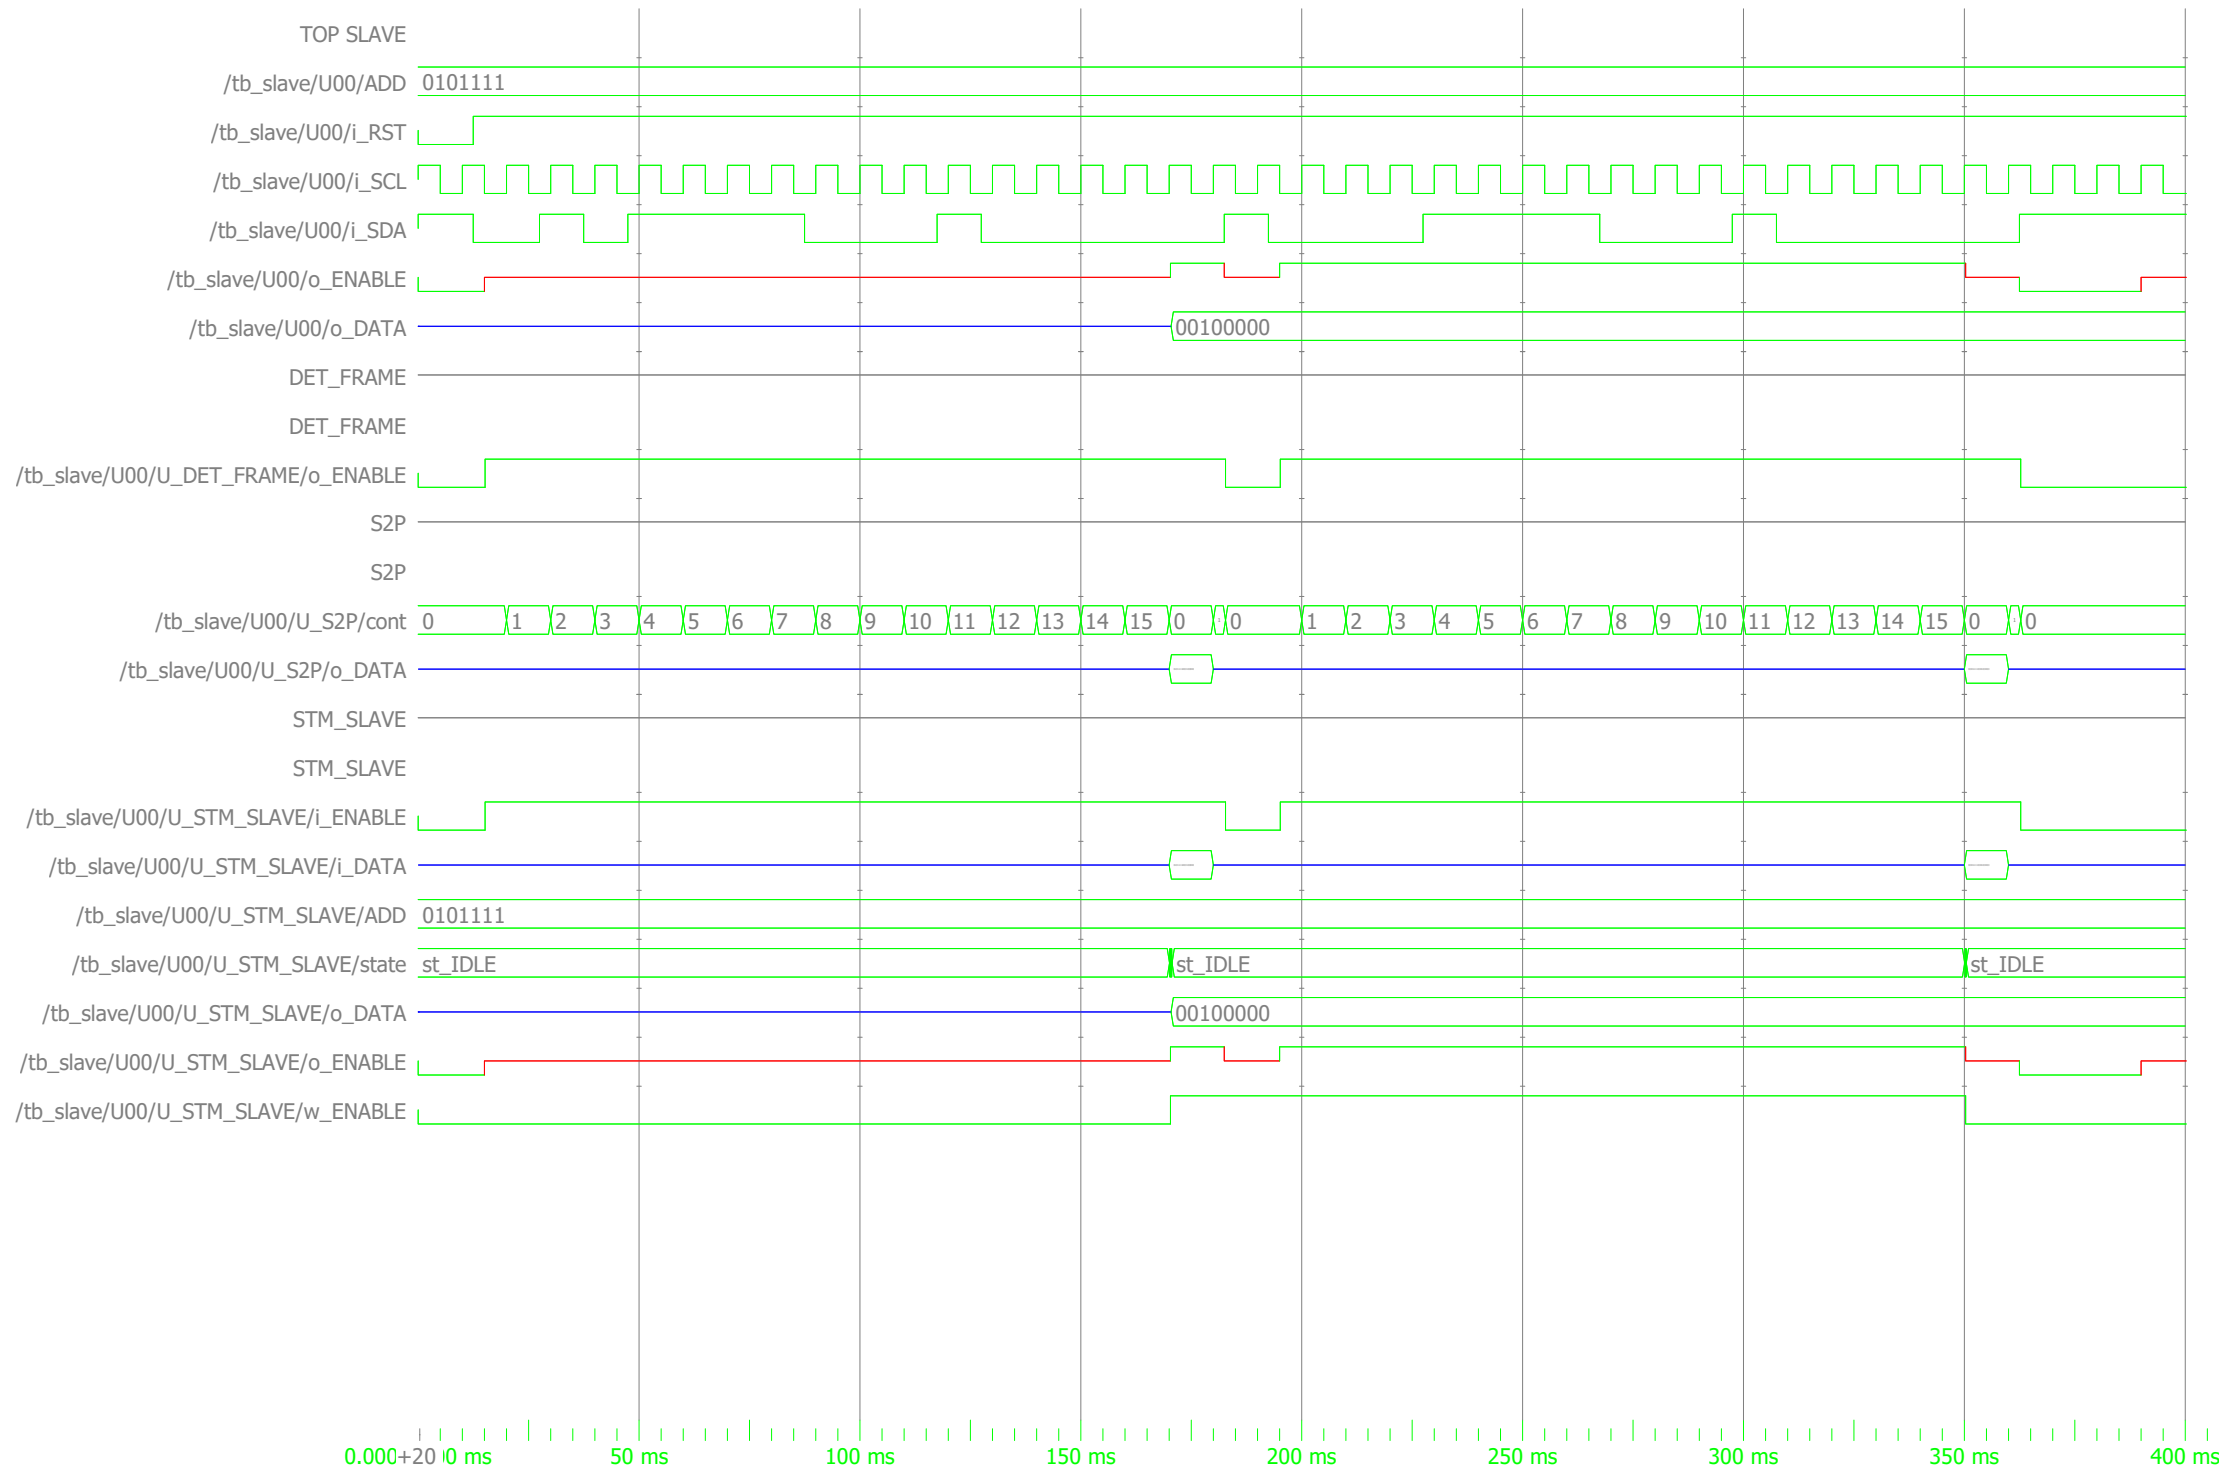 TOP SLAVE
/tb_slave/U00/ADD 0101111
/tb_slave/U00/i_RST
/tb_slave/U00/i_SCL
/tb_slave/U00/i_SDA
/tb_slave/U00/o_ENABLE
/tb_slave/U00/o_DATA 00100000
DET_FRAME
DET_FRAME
/tb_slave/U00/U_DET_FRAME/o_ENABLE
S2P
S2P
/tb_slave/U00/U_S2P/cont 0 1 2 3 4 5 6 7 8 9 10 11 12 13 14 15 0 0 1 2 3 4 5 6 7 8 9 10 11 12 13 14 15 0 0
/tb_slave/U00/U_S2P/o_DATA
STM_SLAVE
STM_SLAVE
/tb_slave/U00/U_STM_SLAVE/i_ENABLE
/tb_slave/U00/U_STM_SLAVE/i_DATA
/tb_slave/U00/U_STM_SLAVE/ADD 0101111
/tb_slave/U00/U_STM_SLAVE/state st_IDLE st_IDLE st_IDLE
/tb_slave/U00/U_STM_SLAVE/o_DATA 00100000
/tb_slave/U00/U_STM_SLAVE/o_ENABLE
/tb_slave/U00/U_STM_SLAVE/w_ENABLE
0.000+20 0 ms 50 ms 100 ms 150 ms 200 ms 250 ms 300 ms 350 ms 400 ms